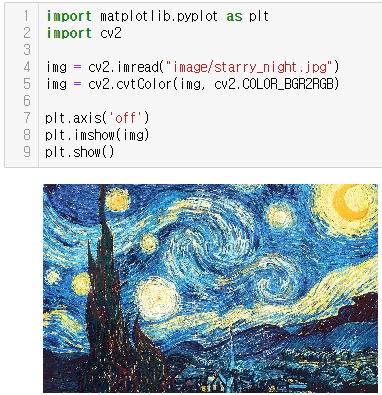 1 import matplotlib.pyplot as plt
2 import cv2
3
4 img = cv2.imread("image/starry_night.jpg")
5 img = cv2.cvtColor(img, cv2.COLOR_BGR2RGB)
6
7 plt.axis('off')
8 plt.imshow(img)
9 plt.show()